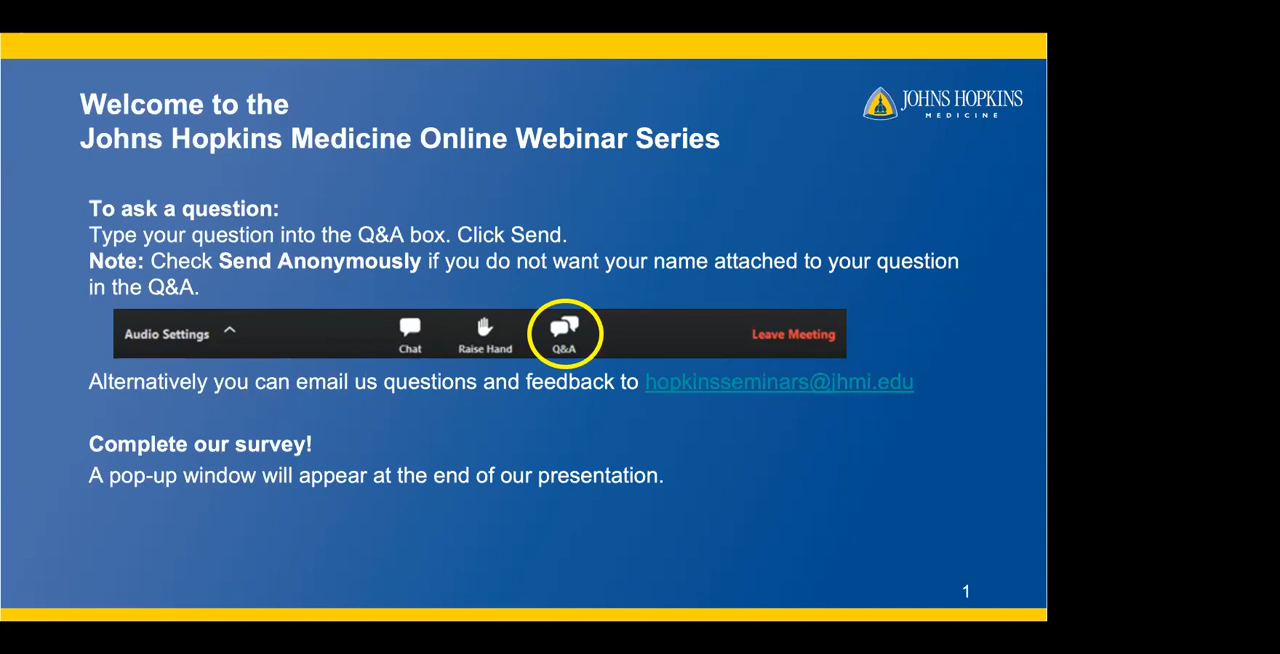 Welcome to the
Johns Hopkins Medicine Online Webinar Series
JOHNS HOPKINS
MEDICINE
To ask a question:
Type your question into the Q&A box. Click Send.
Note: Check Send Anonymously if you do not want your name attached to your question
in the Q&A.
Audio Settings
Chat
Raise Hand
Q&A
Leave Meeting
Alternatively you can email us questions and feedback to hopkinsseminars@jhmi.edu
Complete our survey!
A pop-up window will appear at the end of our presentation.
1